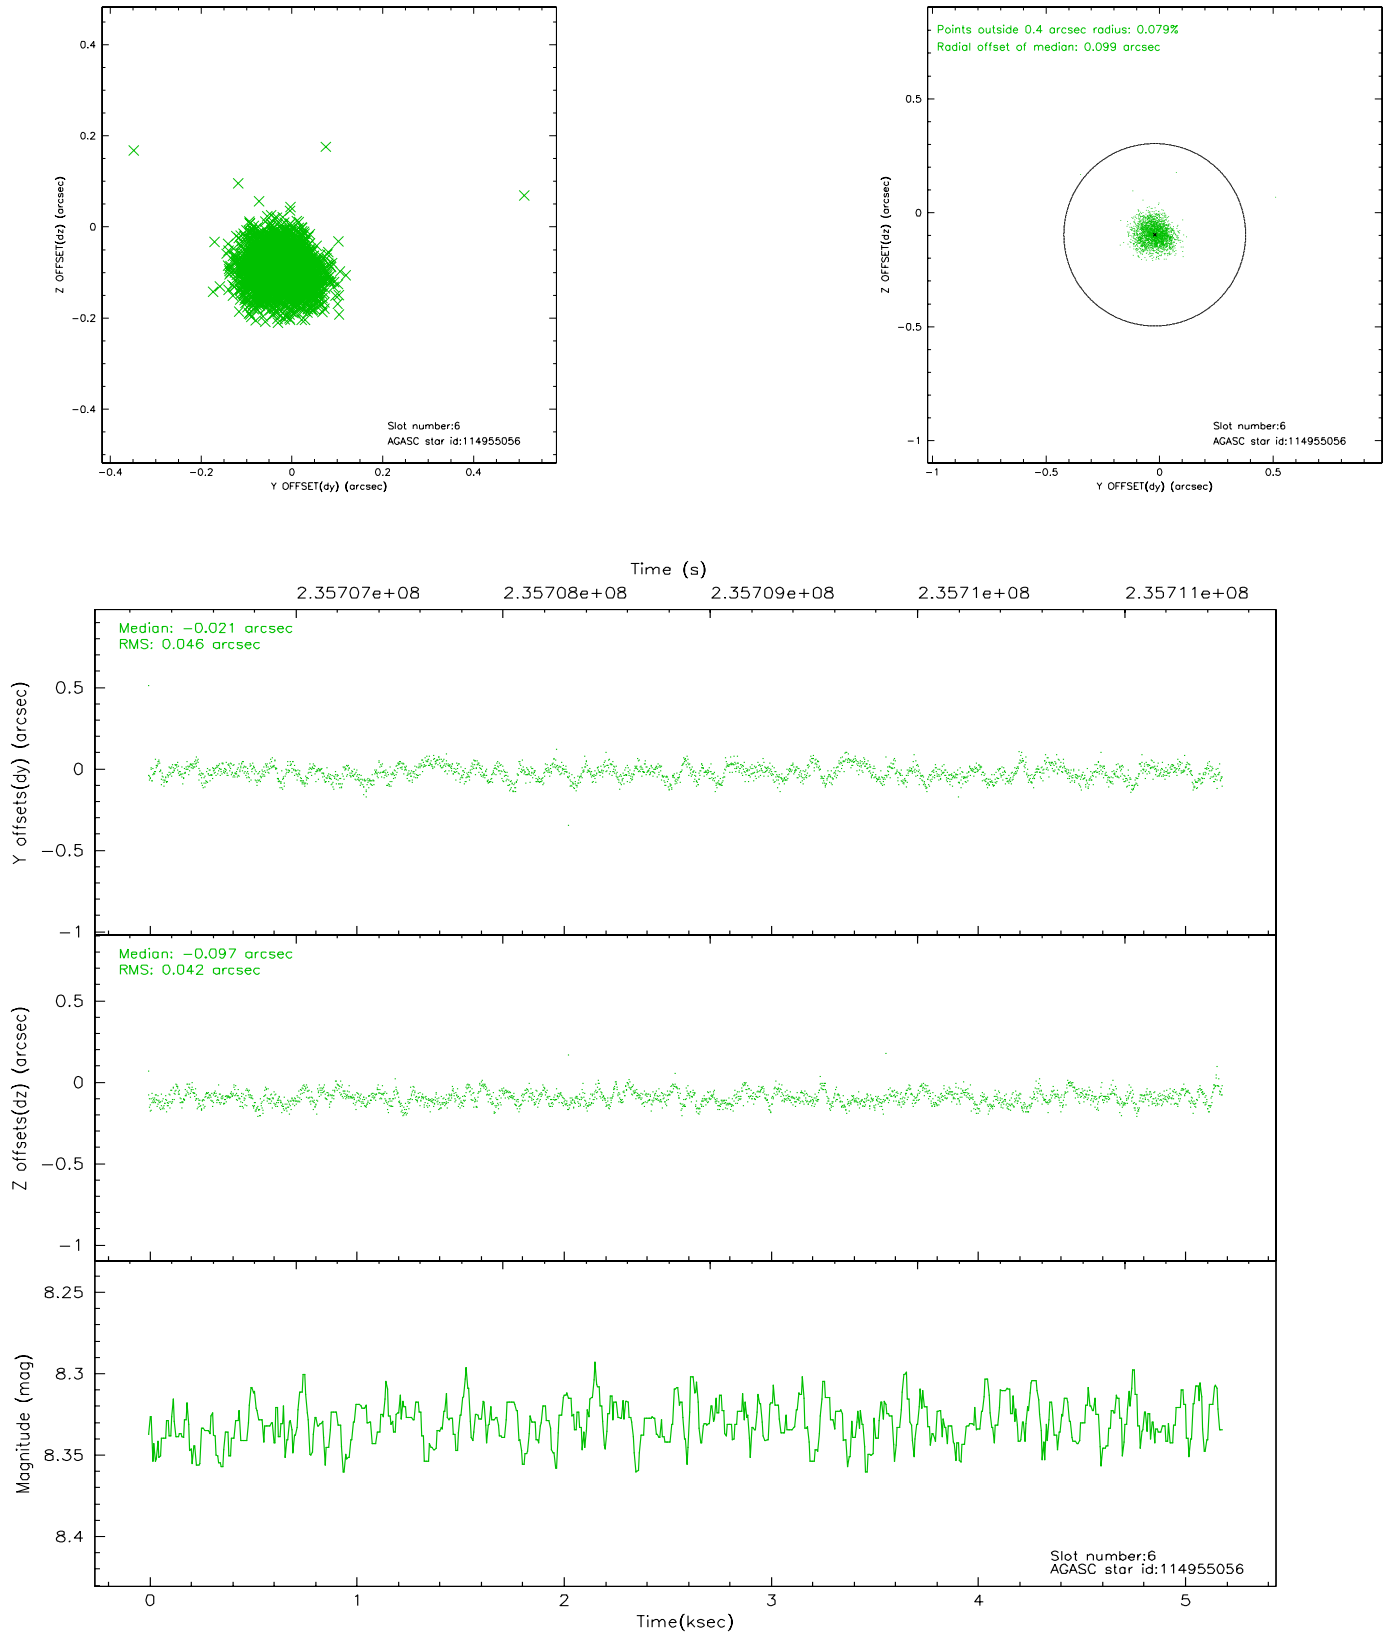 0.4
0.2
0
−0.2
−0.4
Z OFFSET(dz) (arcsec)
Slot number:6
AGASC star id:114955056
−0.4 −0.2 0 0.2 0.4
Y OFFSET(dy) (arcsec)
Points outside 0.4 arcsec radius: 0.079%
Radial offset of median: 0.099 arcsec
0.5
0
−0.5
−1
Z OFFSET(dz) (arcsec)
Slot number:6
AGASC star id:114955056
−1 −0.5 0 0.5
Y OFFSET(dy) (arcsec)
Time (s)
2.35707e+08 2.35708e+08 2.35709e+08 2.3571e+08 2.35711e+08
Median: −0.021 arcsec
RMS: 0.046 arcsec
0.5
0
−0.5
−1
Y offsets(dy) (arcsec)
Median: −0.097 arcsec
RMS: 0.042 arcsec
0.5
0
−0.5
−1
Z offsets(dz) (arcsec)
8.25
8.3
8.35
8.4
Magnitude (mag)
Slot number:6
AGASC star id:114955056
0 1 2 3 4 5
Time(ksec)